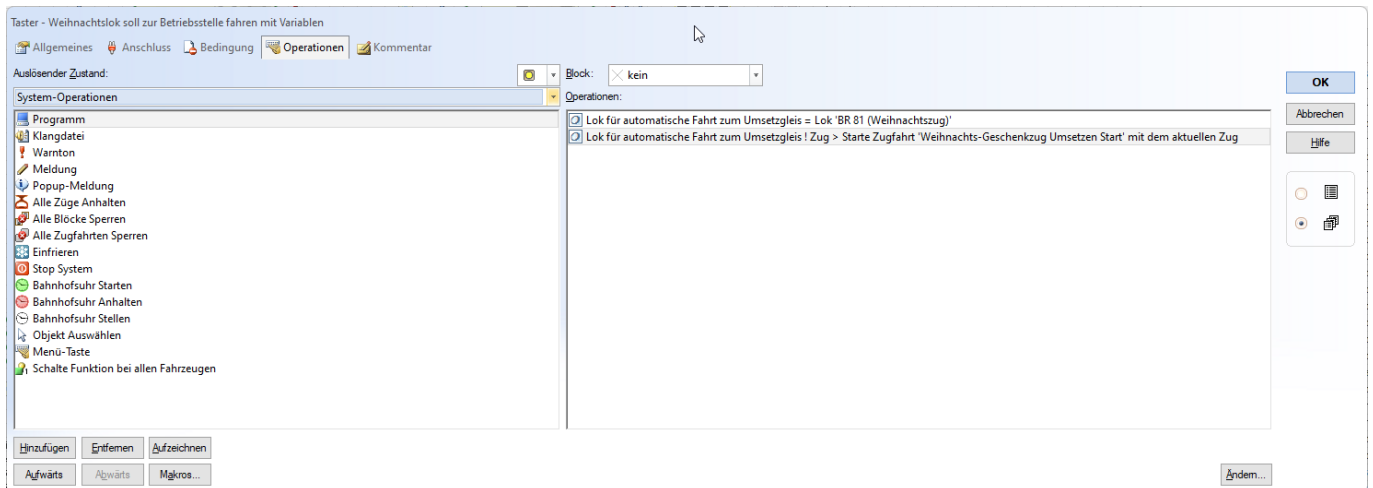 Taster - Weihnachtslok soll zur Betriebsstelle fahren mit Variablen
Allgemeines Anschluss Bedingung Operationen Kommentar
Auslösender Zustand:
Block: kein
System-Operationen
Operationen:
Programm
Klangdatei
Warnton
Meldung
Popup-Meldung
Alle Züge Anhalten
Alle Blöcke Sperren
Alle Zugfahrten Sperren
Einfrieren
Stop System
Bahnhofsuhr Starten
Bahnhofsuhr Anhalten
Bahnhofsuhr Stellen
Objekt Auswählen
Menü-Taste
Schalte Funktion bei allen Fahrzeugen
Lok für automatische Fahrt zum Umsetzgleis = Lok 'BR 81 (Weihnachtszug)'
Lok für automatische Fahrt zum Umsetzgleis ! Zug > Starte Zugfahrt 'Weihnachts-Geschenkzug Umsetzen Start' mit dem aktuellen Zug
OK
Abbrechen
Hilfe
Hinzufügen Entfernen Aufzeichnen
Aufwärts Abwärts Makros...
Ändern...